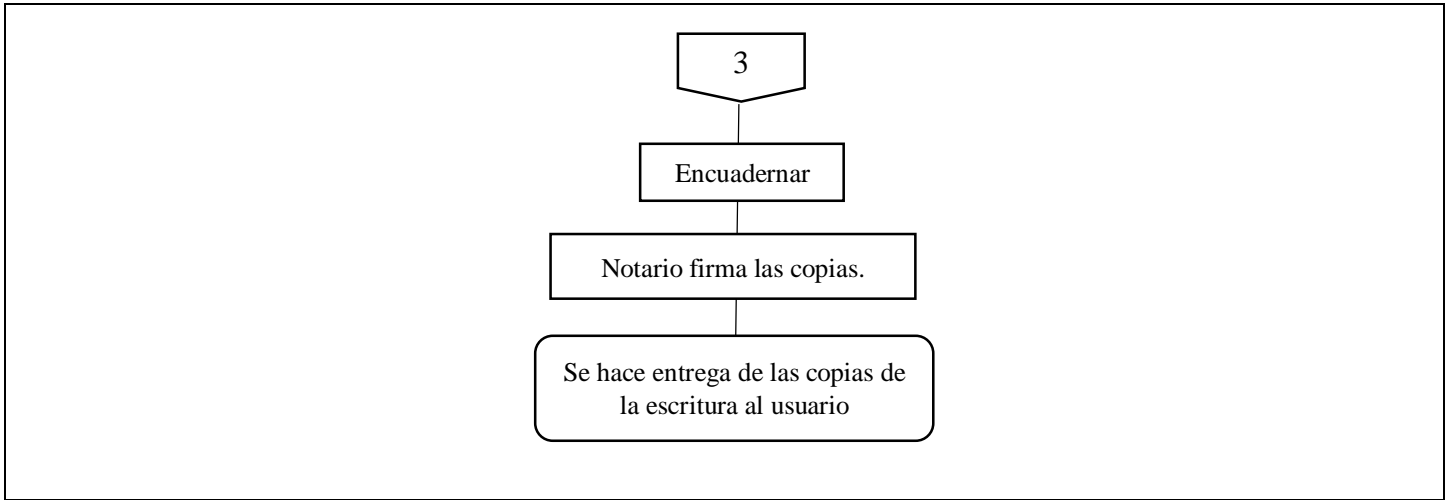 3
Encuadernar
Notario firma las copias.
Se hace entrega de las copias de
la escritura al usuario